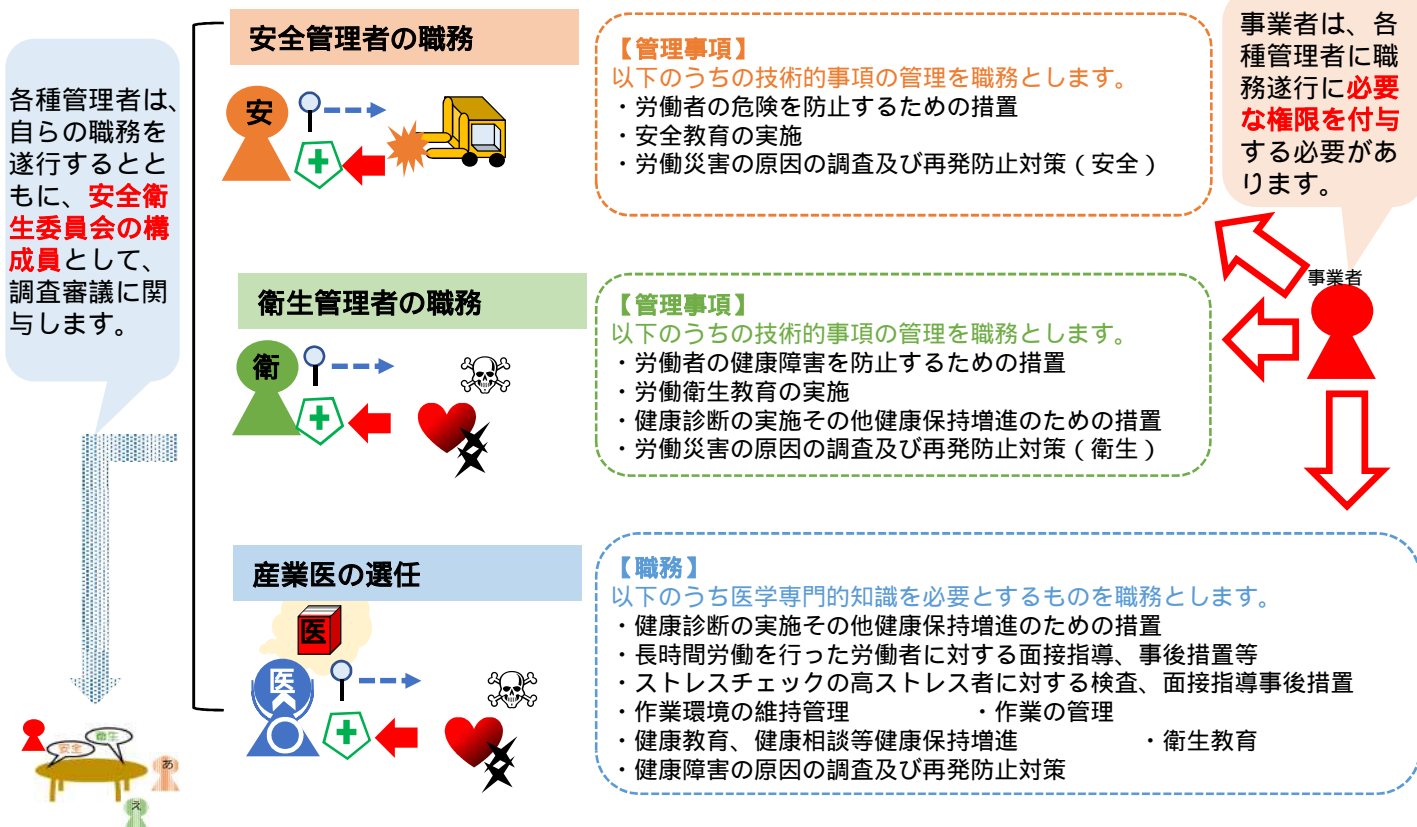 各種管理者は、
自らの職務を
遂行するとと
もに、安全衛
生委員会の構
成員として、
調査審議に関
与します。
安全管理者の職務
安
【管理事項】
以下のうちの技術的事項の管理を職務とします。
・労働者の危険を防止するための措置
・安全教育の実施
・労働災害の原因の調査及び再発防止対策(安全)
事業者は、各
種管理者に職
務遂行に必要
な権限を付与
する必要があ
ります。
事業者
衛生管理者の職務
衛
【管理事項】
以下のうちの技術的事項の管理を職務とします。
・労働者の健康障害を防止するための措置
・労働衛生教育の実施
・健康診断の実施その他健康保持増進のための措置
・労働災害の原因の調査及び再発防止対策(衛生)
産業医の選任
医
医
【職務】
以下のうち医学専門的知識を必要とするものを職務とします。
・健康診断の実施その他健康保持増進のための措置
・長時間労働を行った労働者に対する面接指導、事後措置等
・ストレスチェックの高ストレス者に対する検査、面接指導事後措置
・作業環境の維持管理 ・作業の管理
・健康教育、健康相談等健康保持増進 ・衛生教育
・健康障害の原因の調査及び再発防止対策
安全
衛生
あ
え